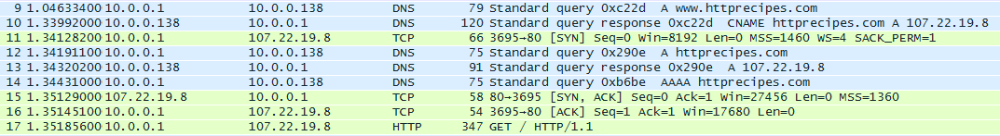 9 1.04633400 10.0.0.1 10.0.0.138 DNS 79 Standard query 0xc22d A www.httprecipes.com
10 1.33992000 10.0.0.138 10.0.0.1 DNS 120 Standard query response 0xc22d CNAME httprecipes.com A 107.22.19.8
11 1.34128200 10.0.0.1 107.22.19.8 TCP 66 3695→80 [SYN] Seq=0 Win=8192 Len=0 MSS=1460 WS=4 SACK_PERM=1
12 1.34191100 10.0.0.1 10.0.0.138 DNS 75 Standard query 0x290e A httprecipes.com
13 1.34320200 10.0.0.138 10.0.0.1 DNS 91 Standard query response 0x290e A 107.22.19.8
14 1.34431000 10.0.0.1 10.0.0.138 DNS 75 Standard query 0xb6be AAAA httprecipes.com
15 1.35129000 107.22.19.8 10.0.0.1 TCP 58 80→3695 [SYN, ACK] Seq=0 Ack=1 Win=27456 Len=0 MSS=1360
16 1.35145100 10.0.0.1 107.22.19.8 TCP 54 3695→80 [ACK] Seq=1 Ack=1 Win=17680 Len=0
17 1.35185600 10.0.0.1 107.22.19.8 HTTP 347 GET / HTTP/1.1